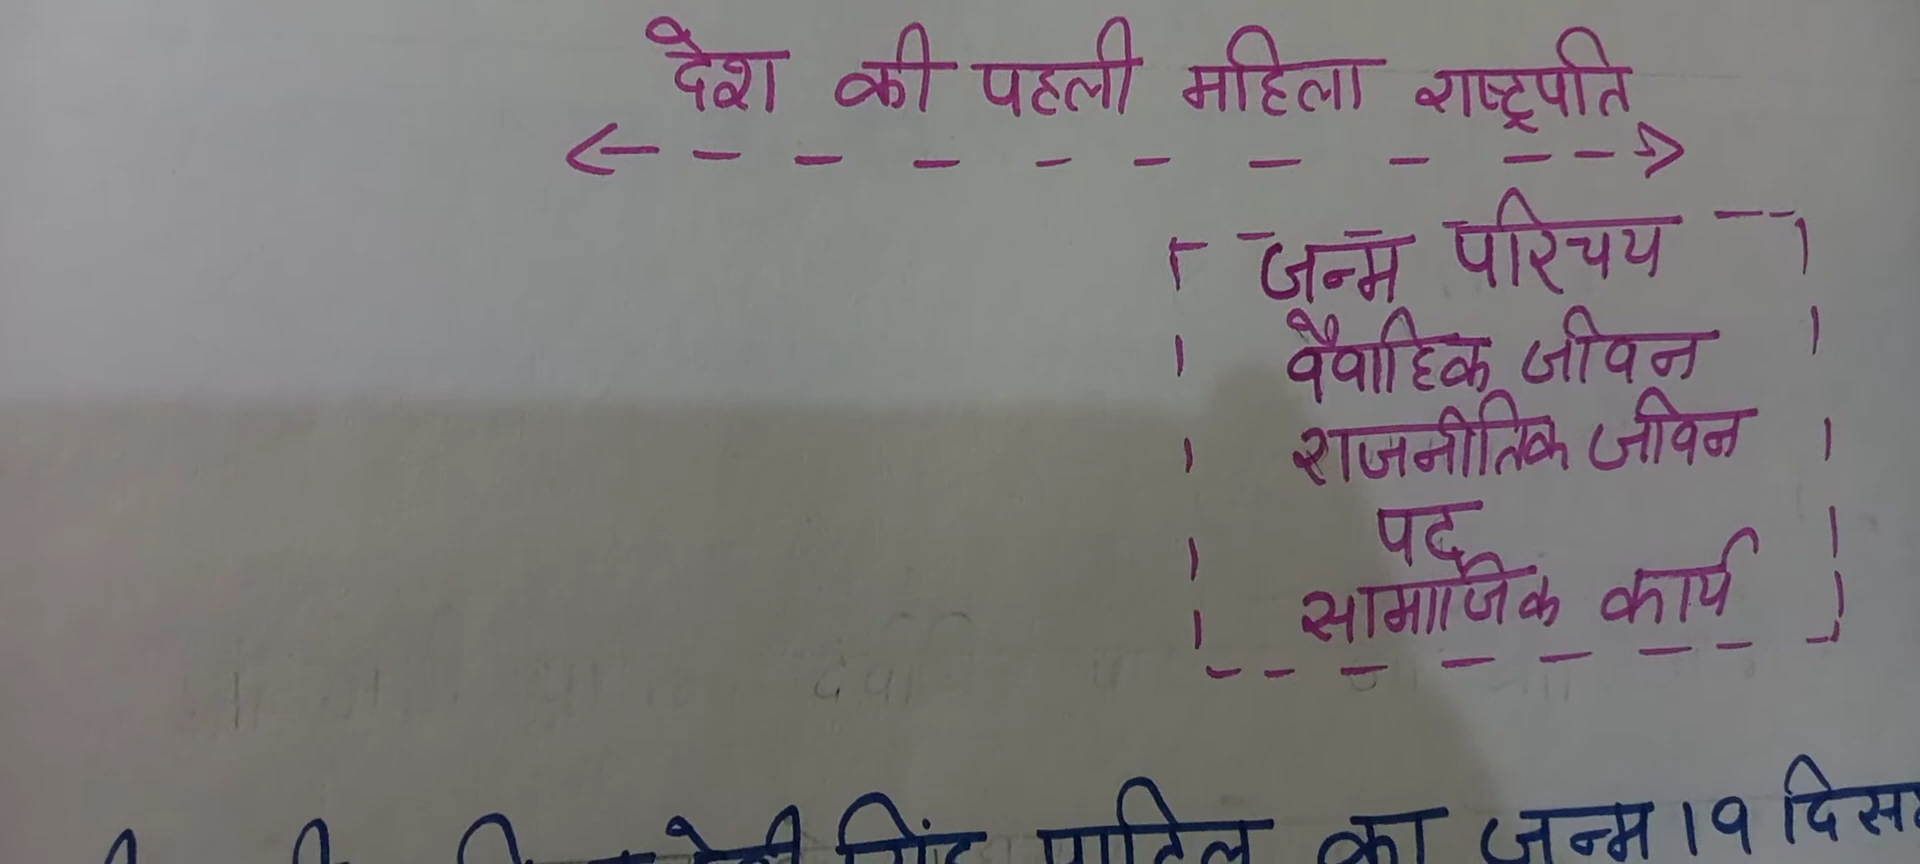 देश की पहली महिला राष्ट्रपति
जन्म परिचय
वैवाहिक जीवन
राजनीतिक जीवन
पद
सामाजिक कार्य
सिंह पाटिल का जन्म 19